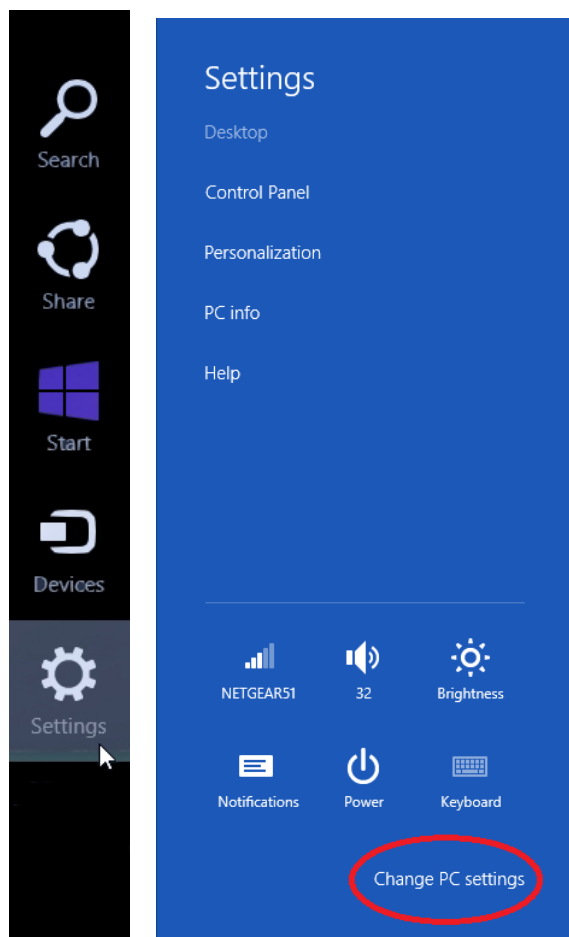 Search
Share
Start
Devices
Settings
Settings
Desktop
Control Panel
Personalization
PC info
Help
NETGEAR51
32
Brightness
Notifications
Power
Keyboard
Change PC settings